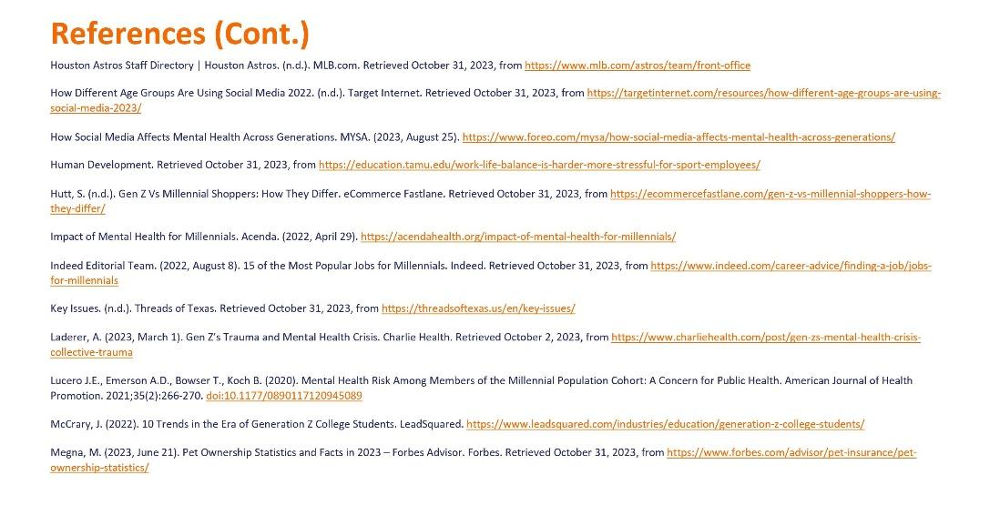 References (Cont.)
Houston Astros Staff Directory | Houston Astros. (n.d.). MLB.com. Retrieved October 31, 2023, from https://www.mlb.com/astros/team/front-office
How Different Age Groups Are Using Social Media 2022. (n.d.). Target Internet. Retrieved October 31, 2023, from https://targetinternet.com/resources/how-different-age-groups-are-using-
social-media-2023/
How Social Media Affects Mental Health Across Generations. MYSA. (2023, August 25). https://www.foreo.com/mysa/how-social-media-affects-mental-health-across-generations/
Human Development. Retrieved October 31, 2023, from https://education.tamu.edu/work-life-balance-is-harder-more-stressful-for-sport-employees/
Hutt, S. (n.d.). Gen Z Vs Millennial Shoppers: How They Differ. eCommerce Fastlane. Retrieved October 31, 2023, from https://ecommercefastlane.com/gen-z-vs-millennial-shoppers-how-
they-differ/
Impact of Mental Health for Millennials. Acenda. (2022, April 29). https://acendahealth.org/impact-of-mental-health-for-millennials/
Indeed Editorial Team. (2022, August 8). 15 of the Most Popular Jobs for Millennials. Indeed. Retrieved October 31, 2023, from https://www.indeed.com/career-advice/finding-a-job/jobs-
for-millennials
Key Issues. (n.d.). Threads of Texas. Retrieved October 31, 2023, from https://threadsoftexas.us/en/key-issues/
Laderer, A. (2023, March 1). Gen Z's Trauma and Mental Health Crisis. Charlie Health. Retrieved October 2, 2023, from https://www.charliehealth.com/post/gen-zs-mental-health-crisis-
collective-trauma
Lucero J.E., Emerson A.D., Bowser T., Koch B. (2020). Mental Health Risk Among Members of the Millennial Population Cohort: A Concern for Public Health. American Journal of Health
Promotion. 2021;35(2):266-270. doi:10.1177/0890117120945089
McCrary, J. (2022). 10 Trends in the Era of Generation Z College Students. LeadSquared. https://www.leadsquared.com/industries/education/generation-z-college-students/
Megna, M. (2023, June 21). Pet Ownership Statistics and Facts in 2023 – Forbes Advisor. Forbes. Retrieved October 31, 2023, from https://www.forbes.com/advisor/pet-insurance/pet-
ownership-statistics/